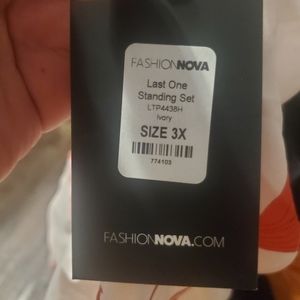 FASHIONNOVA
Last One
Standing Set
LTP4438H
Ivory
SIZE 3X
774103
FASHIONNOVA.COM